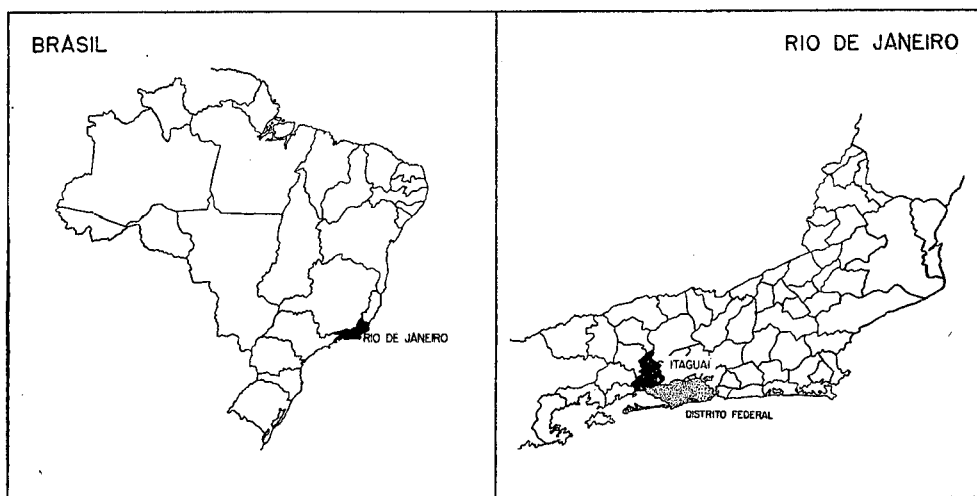 BRASIL
RIO DE JANEIRO
RIO DE JANEIRO
ITAGUAÍ
DISTRITO FEDERAL